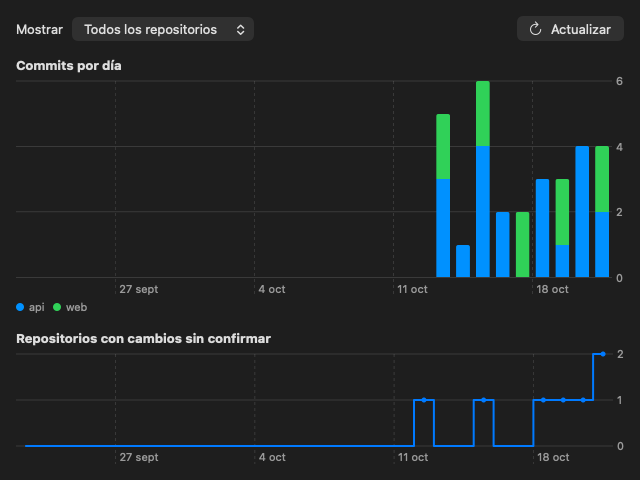 Mostrar Todos los repositorios Actualizar
Commits por día
6
4
2
0
27 sept 4 oct 11 oct 18 oct
api web
Repositorios con cambios sin confirmar
2
1
0
27 sept 4 oct 11 oct 18 oct